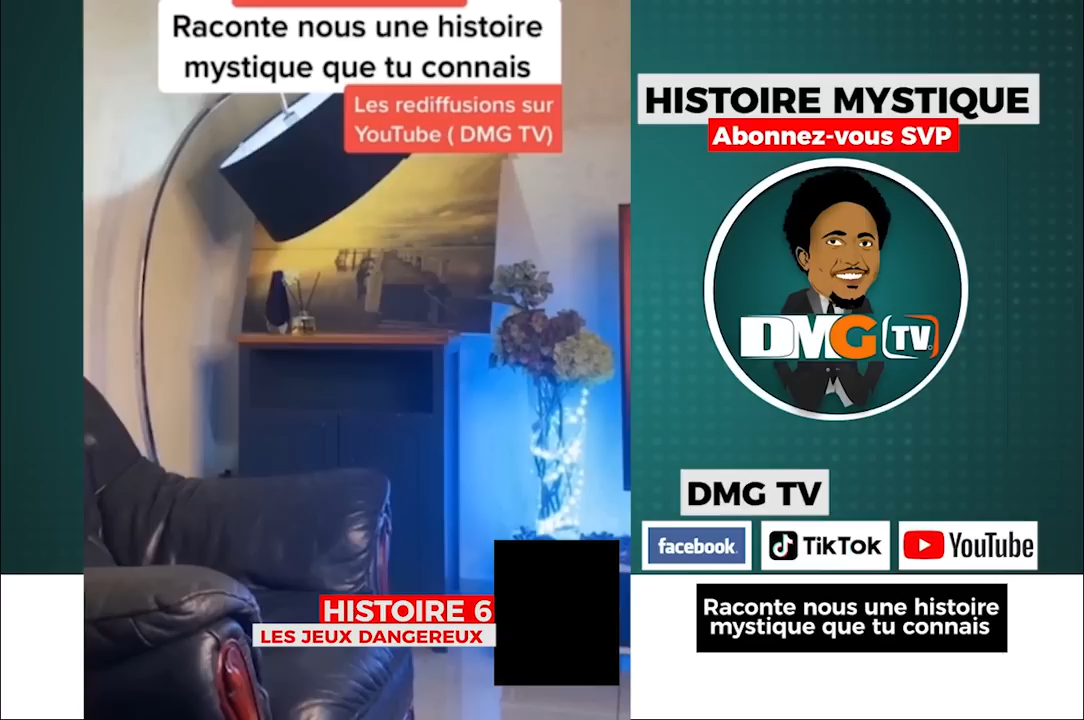 Raconte nous une histoire
mystique que tu connais
Les rediffusions sur
YouTube ( DMG TV)
HISTOIRE 6
LES JEUX DANGEREUX
HISTOIRE MYSTIQUE
Abonnez-vous SVP
DMG TV
DMG TV
facebook
TikTok
YouTube
Raconte nous une histoire
mystique que tu connais